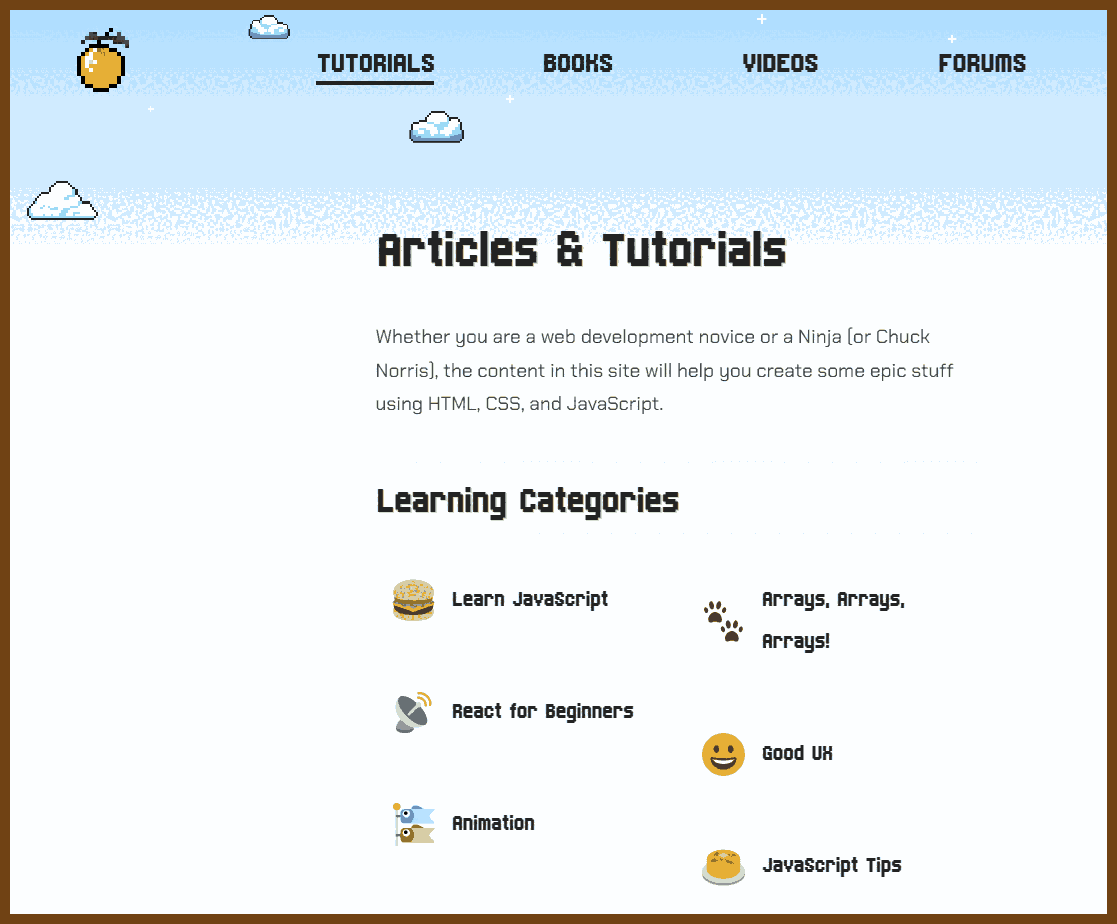 TUTORIALS
BOOKS
VIDEOS
FORUMS
Articles & Tutorials
Whether you are a web development novice or a Ninja (or Chuck
Norris), the content in this site will help you create some epic stuff
using HTML, CSS, and JavaScript.
Learning Categories
Learn JavaScript
Arrays, Arrays,
Arrays!
React for Beginners
Good UX
Animation
JavaScript Tips